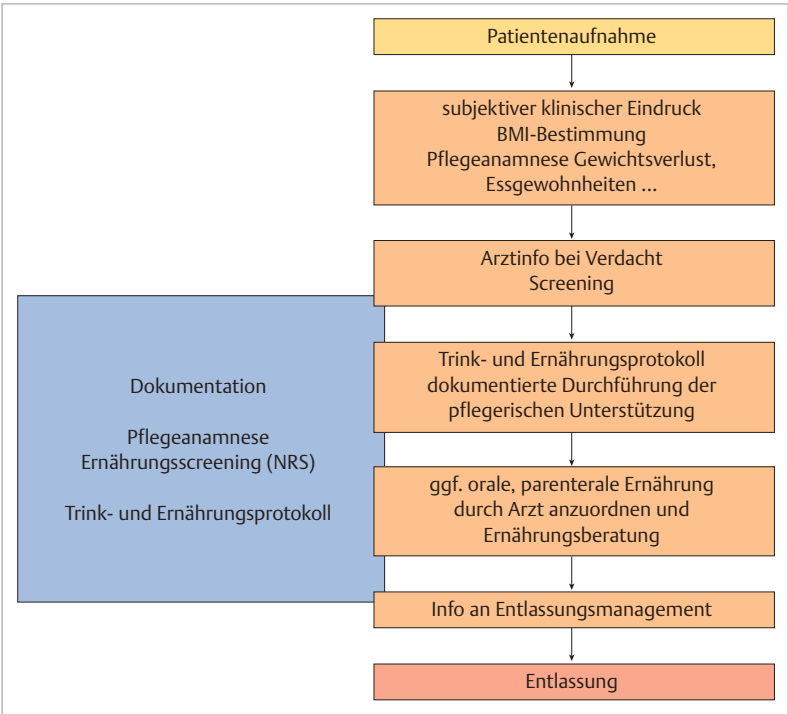 Patientenaufnahme
subjektiver klinischer Eindruck
BMI-Bestimmung
Pflegeanamnese Gewichtsverlust,
Essgewohnheiten ...
Arztinfo bei Verdacht
Screening
Dokumentation
Pflegeanamnese
Ernährungsscreening (NRS)
Trink- und Ernährungsprotokoll
Trink- und Ernährungsprotokoll
dokumentierte Durchführung der
pflegerischen Unterstützung
ggf. orale, parenterale Ernährung
durch Arzt anzuordnen und
Ernährungsberatung
Info an Entlassungsmanagement
Entlassung